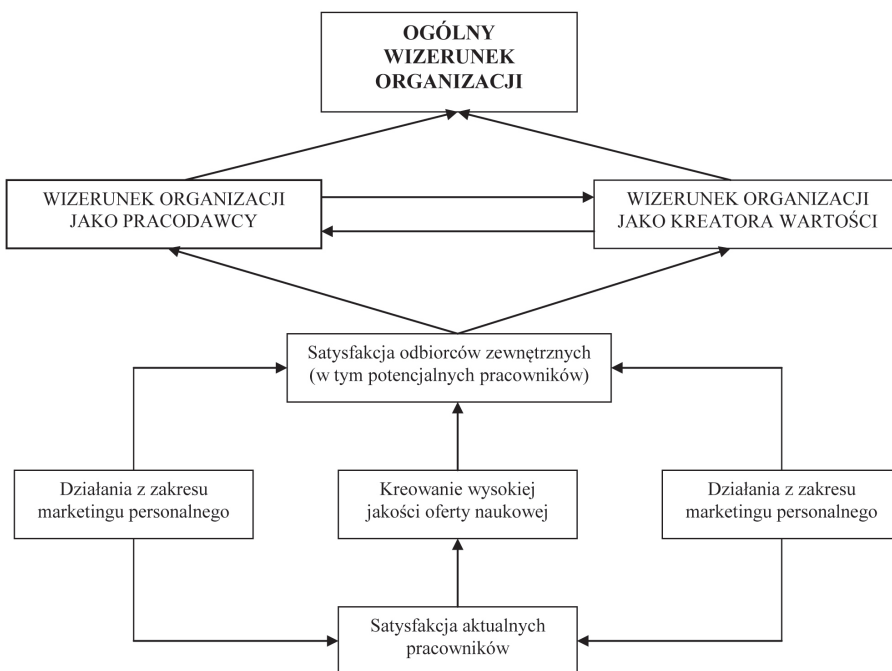 OGÓLNY
WIZERUNEK
ORGANIZACJI
WIZERUNEK ORGANIZACJI
JAKO PRACODAWCY
WIZERUNEK ORGANIZACJI
JAKO KREATORA WARTOŚCI
Satysfakcja odbiorców zewnętrznych
(w tym potencjalnych pracowników)
Działania z zakresu
marketingu personalnego
Kreowanie wysokiej
jakości oferty naukowej
Działania z zakresu
marketingu personalnego
Satysfakcja aktualnych
pracowników